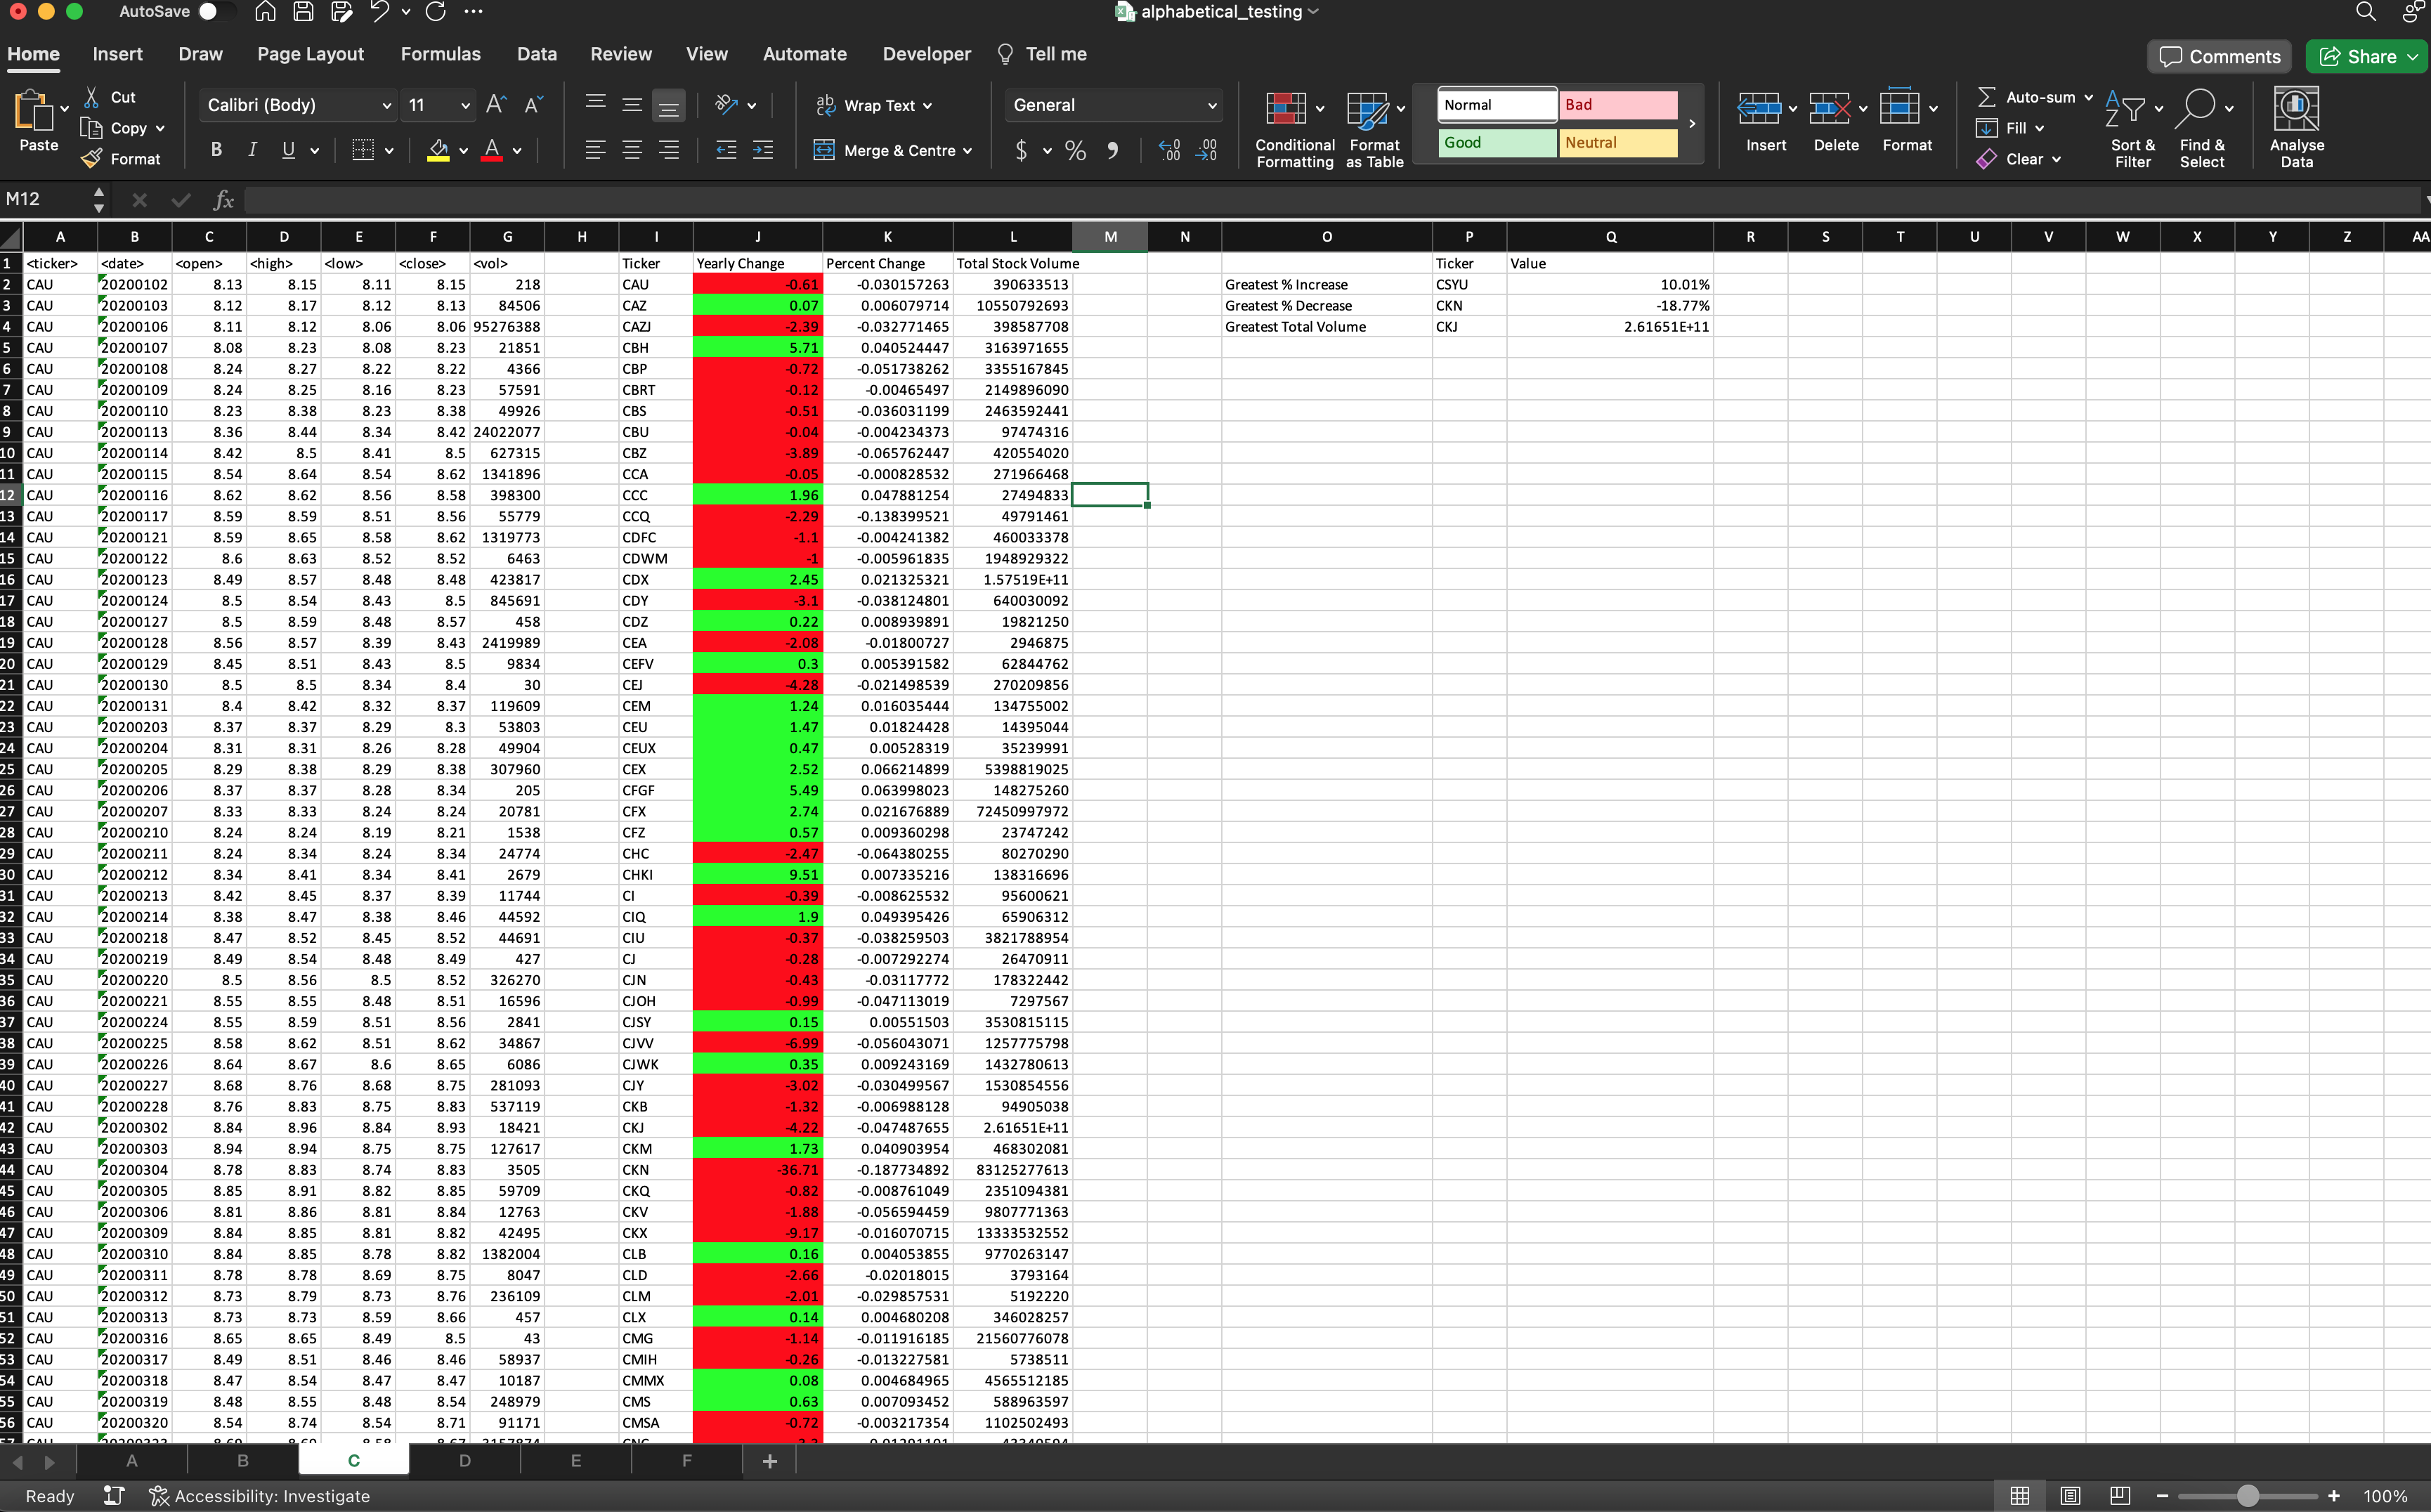 AutoSave
alphabetical_testing
Home Insert Draw Page Layout Formulas Data Review View Automate Developer Tell me
Comments Share
Paste Cut Copy Format
Calibri (Body) 11
B I U
Wrap Text
Merge & Centre
General
$ % 9
Conditional Formatting
Format as Table
Normal Bad
Good Neutral
Insert Delete Format
Auto-sum
Fill
Clear
Sort & Filter
Find & Select
Analyse Data
M12 fx
A B C D E F G H I J K L M N O P Q R S T U V W X Y Z AA
1 <ticker> <date> <open> <high> <low> <close> <vol> Ticker Yearly Change Percent Change Total Stock Volume Ticker Value
2 CAU 20200102 8.13 8.15 8.11 8.15 218 CAU -0.61 -0.030157263 390633513 Greatest % Increase CSYU 10.01%
3 CAU 20200103 8.12 8.17 8.12 8.13 84506 CAZ 0.07 0.006079714 10550792693 Greatest % Decrease CKN -18.77%
4 CAU 20200106 8.11 8.12 8.06 8.06 95276388 CAZJ -2.39 -0.032771465 398587708 Greatest Total Volume CKJ 2.61651E+11
5 CAU 20200107 8.08 8.23 8.08 8.23 21851 CBH 5.71 0.040524447 3163971655
6 CAU 20200108 8.24 8.27 8.22 8.22 4366 CBP -0.72 -0.051738262 3355167845
7 CAU 20200109 8.24 8.25 8.16 8.23 57591 CBRT -0.12 -0.00465497 2149896090
8 CAU 20200110 8.23 8.38 8.23 8.38 49926 CBS -0.51 -0.036031199 2463592441
9 CAU 20200113 8.36 8.44 8.34 8.42 24022077 CBU -0.04 -0.004234373 97474316
10 CAU 20200114 8.42 8.5 8.41 8.5 627315 CBZ -3.89 -0.065762447 420554020
11 CAU 20200115 8.54 8.64 8.54 8.62 1341896 CCA -0.05 -0.000828532 271966468
12 CAU 20200116 8.62 8.62 8.56 8.58 398300 CCC 1.96 0.047881254 27494833
13 CAU 20200117 8.59 8.59 8.51 8.56 55779 CCQ -2.29 -0.138399521 49791461
14 CAU 20200121 8.59 8.65 8.58 8.62 1319773 CDFC -1.1 -0.004241382 460033378
15 CAU 20200122 8.6 8.63 8.52 8.52 6463 CDWM -1 -0.005961835 1948929322
16 CAU 20200123 8.49 8.57 8.48 8.48 423817 CDX 2.45 0.021325321 1.57519E+11
17 CAU 20200124 8.5 8.54 8.43 8.5 845691 CDY -3.1 -0.038124801 640030092
18 CAU 20200127 8.5 8.59 8.48 8.57 458 CDZ 0.22 0.008939891 19821250
19 CAU 20200128 8.56 8.57 8.39 8.43 2419989 CEA -2.08 -0.01800727 2946875
20 CAU 20200129 8.45 8.51 8.43 8.5 9834 CEFV 0.3 0.005391582 62844762
21 CAU 20200130 8.5 8.5 8.34 8.4 30 CEJ -4.28 -0.021498539 270209856
22 CAU 20200131 8.4 8.42 8.32 8.37 119609 CEM 1.24 0.016035444 134755002
23 CAU 20200203 8.37 8.37 8.29 8.3 53803 CEU 1.47 0.01824428 14395044
24 CAU 20200204 8.31 8.31 8.26 8.28 49904 CEUX 0.47 0.00528319 35239991
25 CAU 20200205 8.29 8.38 8.29 8.38 307960 CEX 2.52 0.066214899 5398819025
26 CAU 20200206 8.37 8.37 8.28 8.34 205 CFGF 5.49 0.063998023 148275260
27 CAU 20200207 8.33 8.33 8.24 8.24 20781 CFX 2.74 0.021676889 72450997972
28 CAU 20200210 8.24 8.24 8.19 8.21 1538 CFZ 0.57 0.009360298 23747242
29 CAU 20200211 8.24 8.34 8.24 8.34 24774 CHC -2.47 -0.064380255 80270290
30 CAU 20200212 8.34 8.41 8.34 8.41 2679 CHKI 9.51 0.007335216 138316696
31 CAU 20200213 8.42 8.45 8.37 8.39 11744 CI -0.39 -0.008625532 95600621
32 CAU 20200214 8.38 8.47 8.38 8.46 44592 CIQ 1.9 0.049395426 65906312
33 CAU 20200218 8.47 8.52 8.45 8.52 44691 CIU -0.37 -0.038259503 3821788954
34 CAU 20200219 8.49 8.54 8.48 8.49 427 CJ -0.28 -0.007292274 26470911
35 CAU 20200220 8.5 8.56 8.5 8.52 326270 CJN -0.43 -0.03117772 178322442
36 CAU 20200221 8.55 8.55 8.48 8.51 16596 CJOH -0.99 -0.047113019 7297567
37 CAU 20200224 8.55 8.59 8.51 8.56 2841 CJSY 0.15 0.00551503 3530815115
38 CAU 20200225 8.58 8.62 8.51 8.62 34867 CJVV -6.99 -0.056043071 1257775798
39 CAU 20200226 8.64 8.67 8.6 8.65 6086 CJWK 0.35 0.009243169 1432780613
40 CAU 20200227 8.68 8.76 8.68 8.75 281093 CJY -3.02 -0.030499567 1530854556
41 CAU 20200228 8.76 8.83 8.75 8.83 537119 CKB -1.32 -0.006988128 94905038
42 CAU 20200302 8.84 8.96 8.84 8.93 18421 CKJ -4.22 -0.047487655 2.61651E+11
43 CAU 20200303 8.94 8.94 8.75 8.75 127617 CKM 1.73 0.040903954 468302081
44 CAU 20200304 8.78 8.83 8.74 8.83 3505 CKN -36.71 -0.187734892 83125277613
45 CAU 20200305 8.85 8.91 8.82 8.85 59709 CKQ -0.82 -0.008761049 2351094381
46 CAU 20200306 8.81 8.86 8.81 8.84 12763 CKV -1.88 -0.056594459 9807771363
47 CAU 20200309 8.84 8.85 8.81 8.82 42495 CKX -9.17 -0.016070715 13333532552
48 CAU 20200310 8.84 8.85 8.78 8.82 1382004 CLB 0.16 0.004053855 9770263147
49 CAU 20200311 8.78 8.78 8.69 8.75 8047 CLD -2.66 -0.02018015 3793164
50 CAU 20200312 8.73 8.79 8.73 8.76 236109 CLM -2.01 -0.029857531 5192220
51 CAU 20200313 8.73 8.73 8.59 8.66 457 CLX 0.14 0.004680208 346028257
52 CAU 20200316 8.65 8.65 8.49 8.5 43 CMG -1.14 -0.011916185 21560776078
53 CAU 20200317 8.49 8.51 8.46 8.46 58937 CMIH -0.26 -0.013227581 5738511
54 CAU 20200318 8.47 8.54 8.47 8.47 10187 CMMX 0.08 0.004684965 4565512185
55 CAU 20200319 8.48 8.55 8.48 8.54 248979 CMS 0.63 0.007093452 588963597
56 CAU 20200320 8.54 8.74 8.54 8.71 91171 CMSA -0.72 -0.003217354 1102502493
A B C D E F +
Ready Accessibility: Investigate 100%